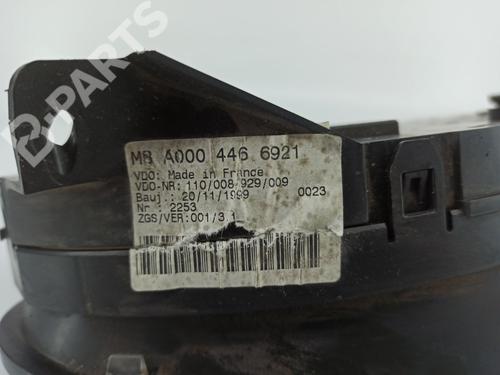 B-PARTS
MB A000 446 6921
VDO: Made in France
VDO-NR: 110/008-929/009
Bauj.: 20/11/1999 0023
Nr : 2253
ZGS/VER:001/3.1